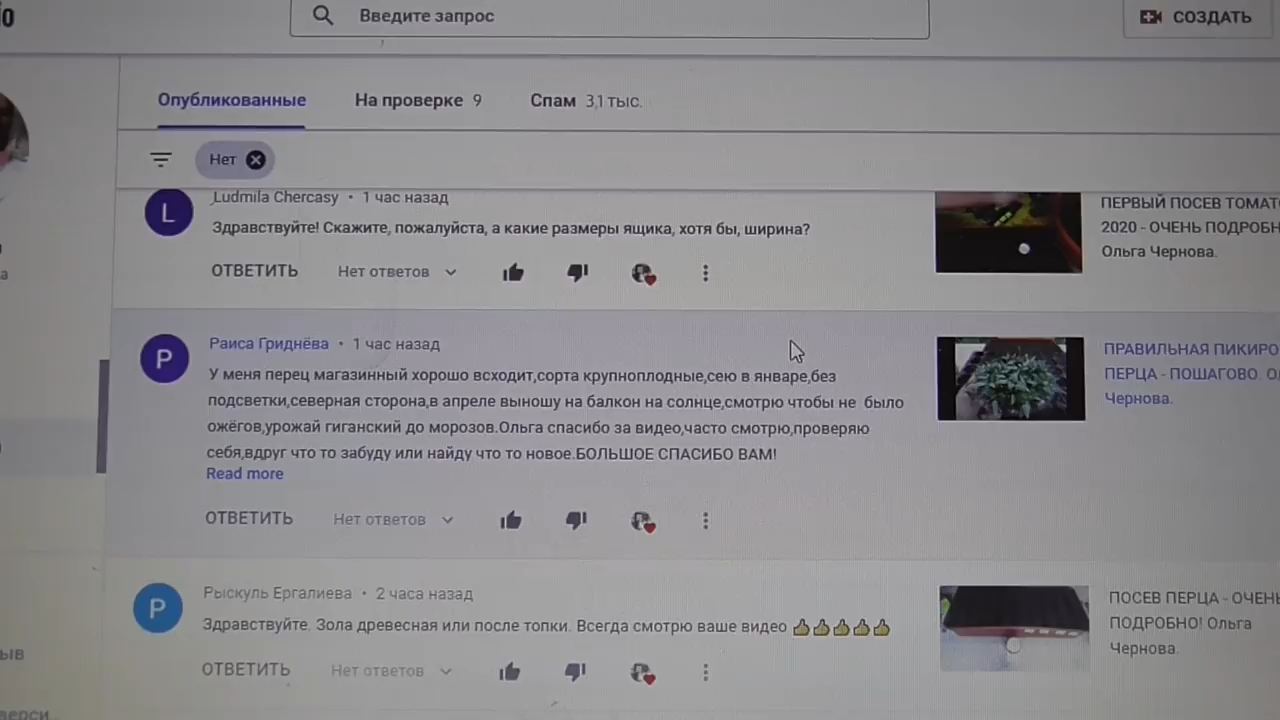 Введите запрос
СОЗДАТЬ
Опубликованные На проверке 9 Спам 3,1 тыс.
Нет
Ludmila Chercasy • 1 час назад
Здравствуйте! Скажите, пожалуйста, а какие размеры ящика, хотя бы, ширина?
ОТВЕТИТЬ Нет ответов
ПЕРВЫЙ ПОСЕВ ТОМАТ
2020 - ОЧЕНЬ ПОДРОБН
Ольга Чернова.
Раиса Гриднёва • 1 час назад
У меня перец магазинный хорошо всходит,сорта крупноплодные,сею в январе,без
подсветки,северная сторона,в апреле выношу на балкон на солнце,смотрю чтобы не было
ожёгов,урожай гиганский до морозов.Ольга спасибо за видео,часто смотрю,проверяю
себя,вдруг что то забуду или найду что то новое.БОЛЬШОЕ СПАСИБО ВАМ!
Read more
ОТВЕТИТЬ Нет ответов
ПРАВИЛЬНАЯ ПИКИРО
ПЕРЦА - ПОШАГОВО. О
Чернова.
Рыскуль Ергалиева • 2 часа назад
Здравствуйте. Зола древесная или после топки. Всегда смотрю ваше видео 👍👍👍👍👍
ОТВЕТИТЬ Нет ответов
ПОСЕВ ПЕРЦА - ОЧЕНЬ
ПОДРОБНО! Ольга
Чернова.